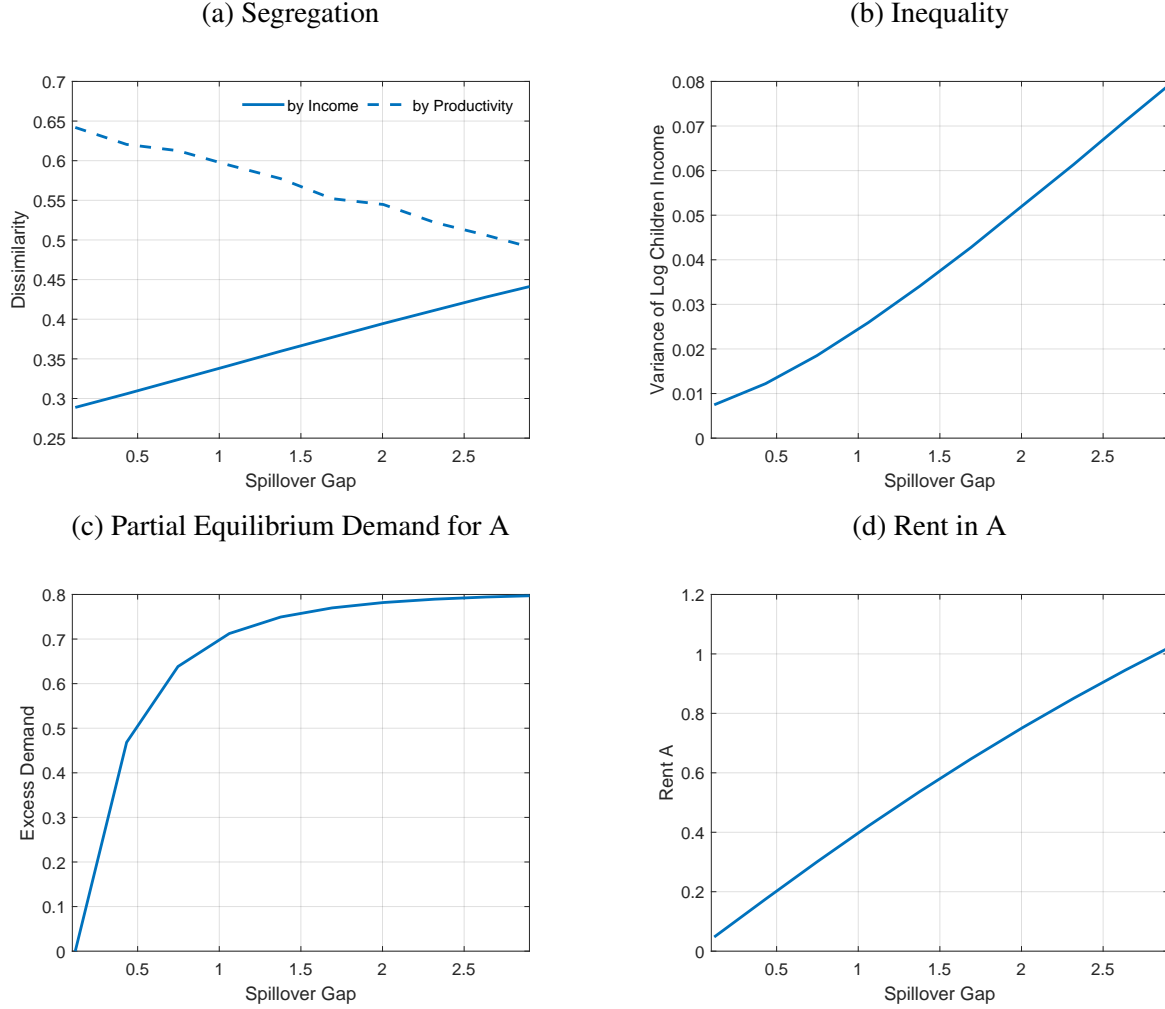 (a) Segregation
0.7
0.65
0.6
0.55
0.5
0.45
0.4
0.35
0.3
0.25
Dissimilarity
by Income
by Productivity
0.5 1 1.5 2 2.5
Spillover Gap
(b) Inequality
0.08
0.07
0.06
0.05
0.04
0.03
0.02
0.01
0
Variance of Log Children Income
0.5 1 1.5 2 2.5
Spillover Gap
(c) Partial Equilibrium Demand for A
0.8
0.7
0.6
0.5
0.4
0.3
0.2
0.1
0
Excess Demand
0.5 1 1.5 2 2.5
Spillover Gap
(d) Rent in A
1.2
1
0.8
0.6
0.4
0.2
0
Rent A
0.5 1 1.5 2 2.5
Spillover Gap